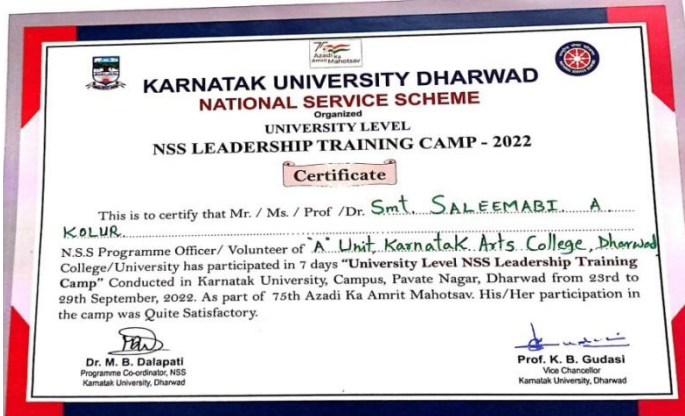 75
Azadi Ka
Amrit Mahotsav
KARNATAK UNIVERSITY DHARWAD
NATIONAL SERVICE SCHEME
Organized
UNIVERSITY LEVEL
NSS LEADERSHIP TRAINING CAMP - 2022
Certificate
This is to certify that Mr. / Ms. / Prof /Dr. Smt. SALEEMABI. A.
KOLUR
N.S.S Programme Officer/ Volunteer of "A" Unit, Karnatak Arts College, Dharwad
College/University has participated in 7 days "University Level NSS Leadership Training
Camp" Conducted in Karnatak University, Campus, Pavate Nagar, Dharwad from 23rd to
29th September, 2022. As part of 75th Azadi Ka Amrit Mahotsav. His/Her participation in
the camp was Quite Satisfactory.
Dr. M. B. Dalapati
Programme Co-ordinator, NSS
Karnatak University, Dharwad
Prof. K. B. Gudasi
Vice Chancellor
Karnatak University, Dharwad